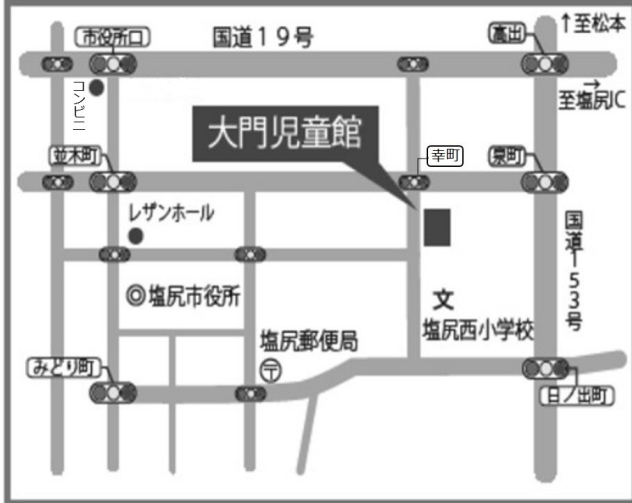 市役所口
国道19号
高出
↑至松本
→
至塩尻IC
コンビニ
大門児童館
並木町
幸町
泉町
レザンホール
国道153号
◎塩尻市役所
文
塩尻西小学校
塩尻郵便局
〒
みどり町
日ノ出町